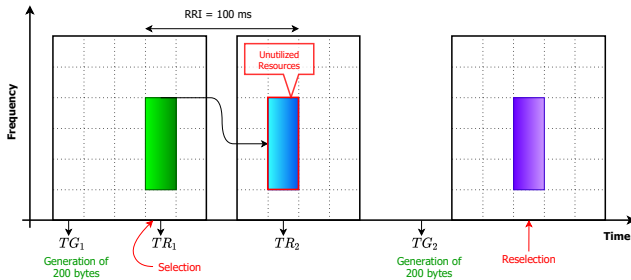 RRI = 100 ms
Unutilized
Resources
Frequency
Time
TG₁
TR₁
TR₂
TG₂
Generation of
200 bytes
Selection
Generation of
200 bytes
Reselection